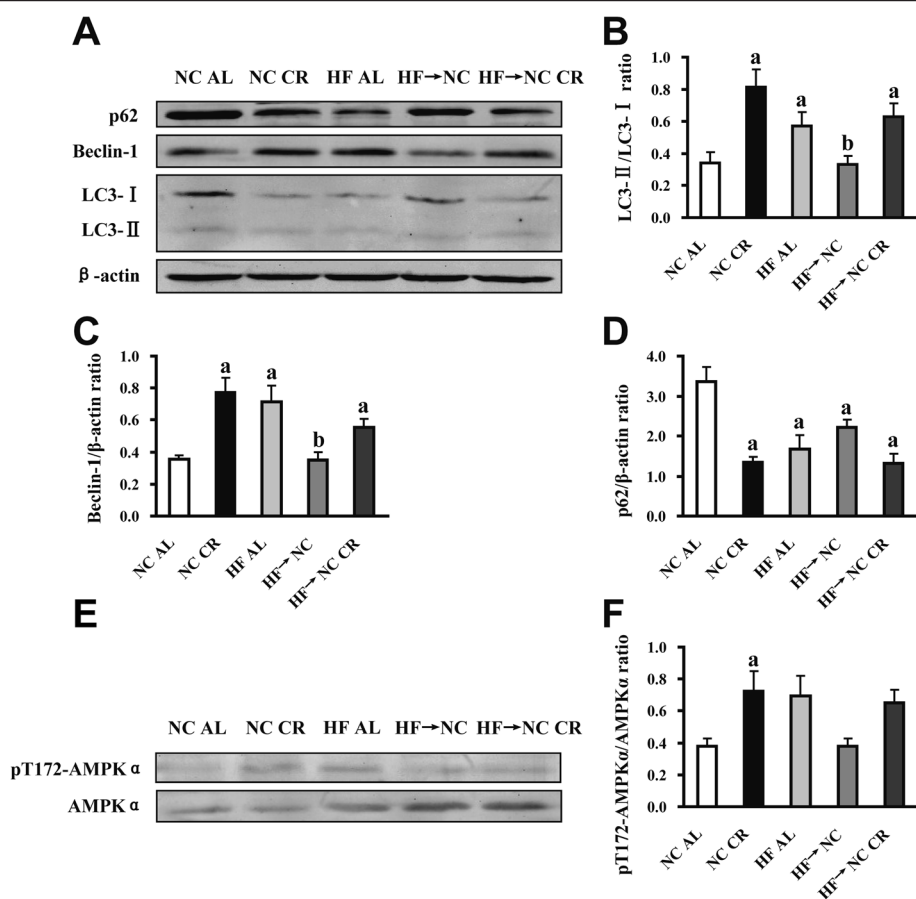 A
NC AL NC CR HF AL HF→NC HF→NC CR
p62
Beclin-1
LC3-Ⅰ
LC3-Ⅱ
β-actin
B
LC3-Ⅱ/LC3-Ⅰ ratio
1.0
0.8
0.6
0.4
0.2
0.0
a
a
b
a
NC AL
NC CR
HF AL
HF→NC
HF→NC CR
C
Beclin-1/β-actin ratio
1.0
0.8
0.6
0.4
0.2
0.0
a
a
b
a
NC AL
NC CR
HF AL
HF→NC
HF→NC CR
D
p62/β-actin ratio
4.0
3.0
2.0
1.0
0.0
a
a
a
a
NC AL
NC CR
HF AL
HF→NC
HF→NC CR
E
NC AL NC CR HF AL HF→NC HF→NC CR
pT172-AMPKα
AMPKα
F
pT172-AMPKα/AMPKα ratio
1.0
0.8
0.6
0.4
0.2
0.0
a
NC AL
NC CR
HF AL
HF→NC
HF→NC CR